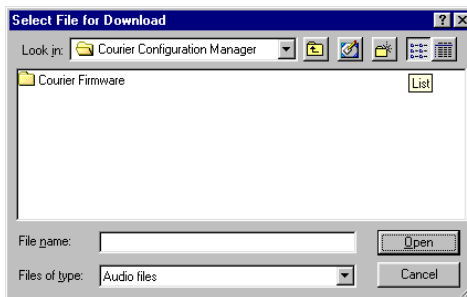 Select File for Download
Look in: Courier Configuration Manager
Courier Firmware
List
File name:
Open
Files of type: Audio files
Cancel